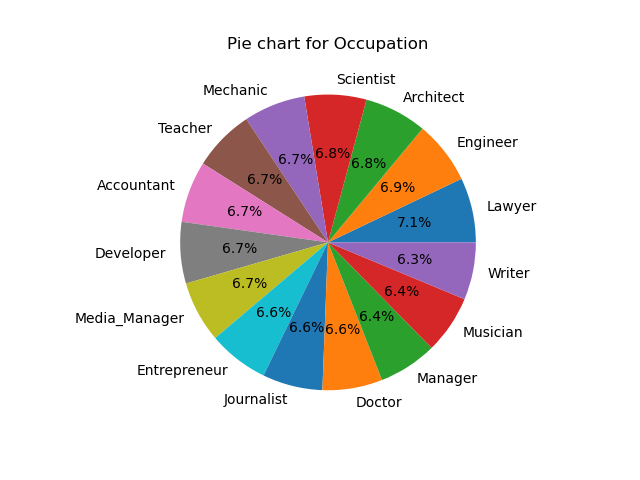 Pie chart for Occupation
Scientist
Mechanic
Architect
Teacher
Engineer
6.7%
6.8%
6.8%
6.7%
6.9%
Accountant
Lawyer
6.7%
7.1%
Developer
6.7%
6.3%
Writer
6.7%
6.4%
Media_Manager
6.6%
6.6%
6.6%
6.4%
Musician
Entrepreneur
Manager
Journalist
Doctor